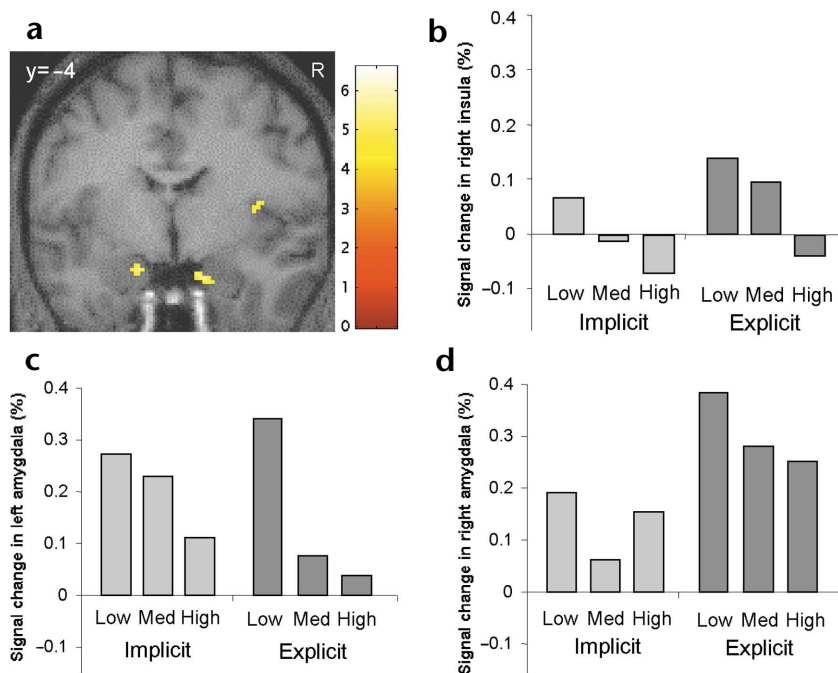 a
y= –4
R
6
5
4
3
2
1
0
b
Signal change in right insula (%)
0.4
0.3
0.2
0.1
0
–0.1
Low Med High
Implicit
Low Med High
Explicit
c
Signal change in left amygdala (%)
0.4
0.3
0.2
0.1
0
–0.1
Low Med High
Implicit
Low Med High
Explicit
d
Signal change in right amygdala (%)
0.4
0.3
0.2
0.1
0
–0.1
Low Med High
Implicit
Low Med High
Explicit